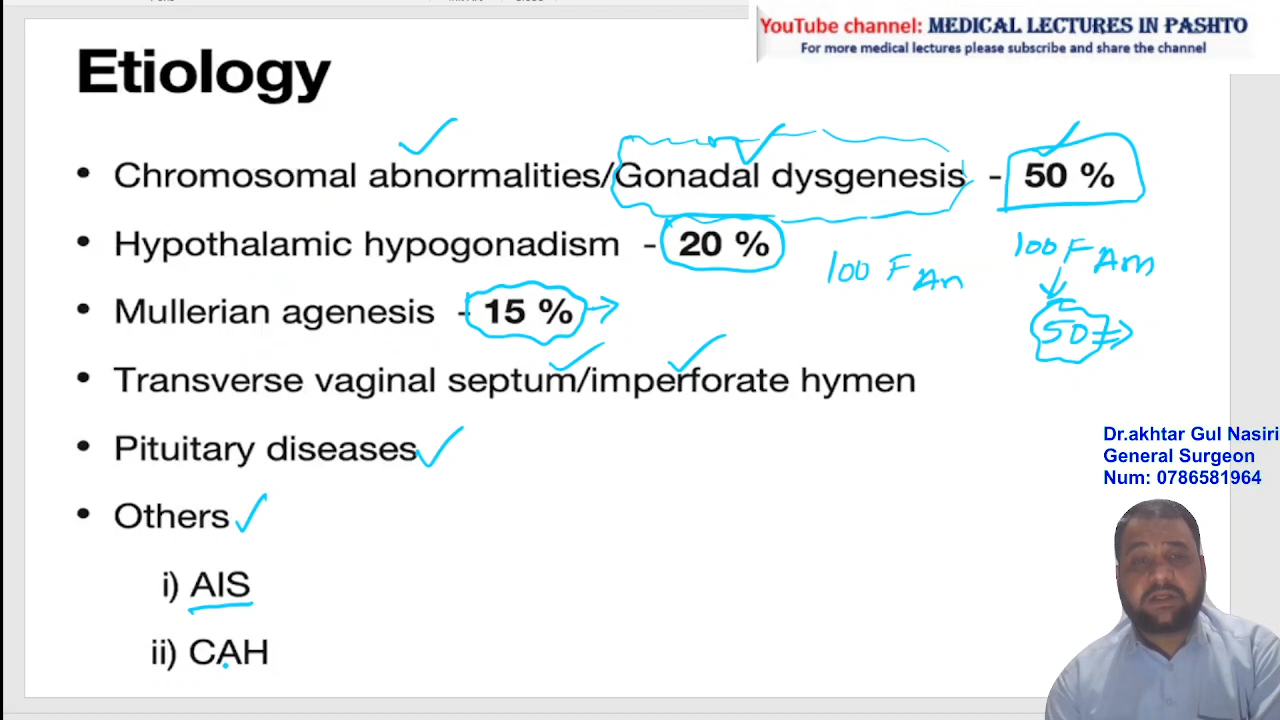 YouTube channel: MEDICAL LECTURES IN PASHTO
For more medical lectures please subscribe and share the channel
Etiology
• Chromosomal abnormalities/Gonadal dysgenesis - 50 %
• Hypothalamic hypogonadism - 20 %
100 F Am
100 F An
• Mullerian agenesis - 15 %
50%
• Transverse vaginal septum/imperforate hymen
• Pituitary diseases
Dr.akhtar Gul Nasiri
General Surgeon
Num: 0786581964
• Others
i) AIS
ii) CAH